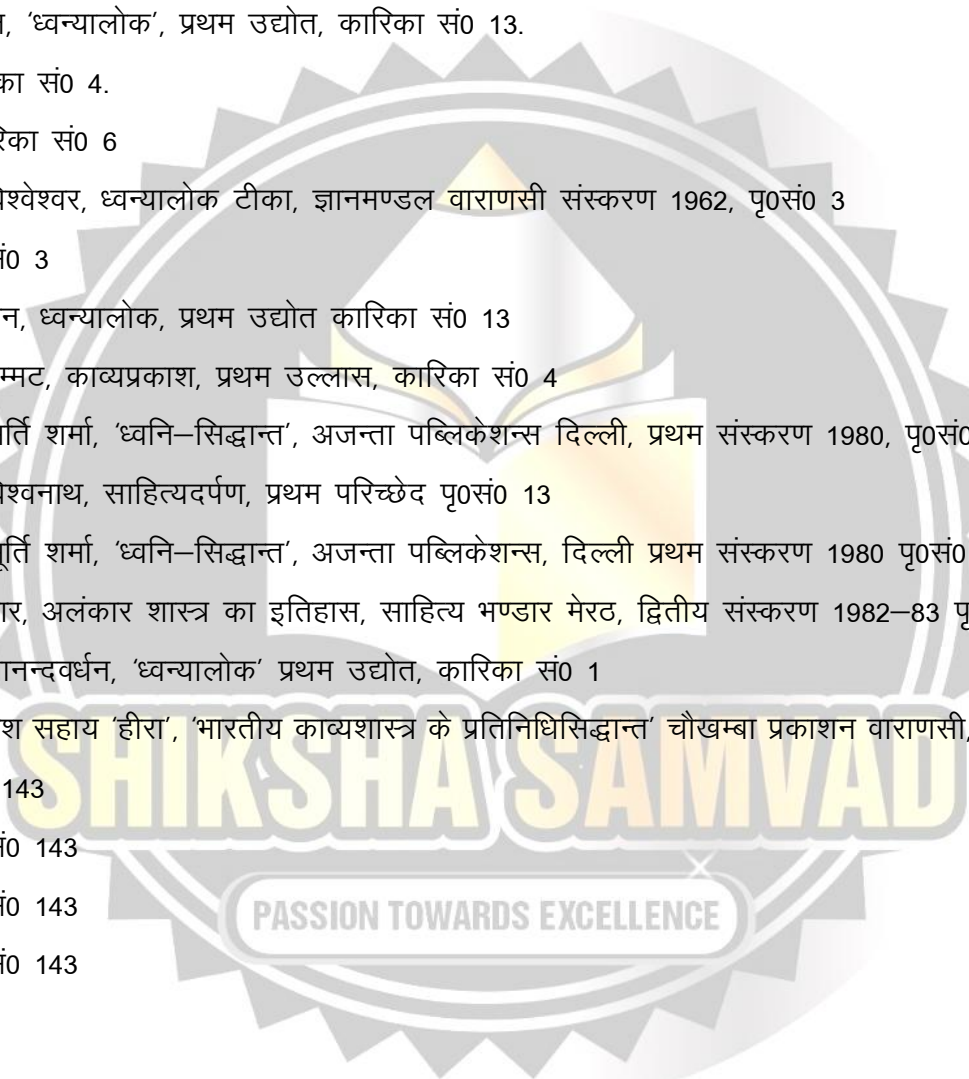 , 'ध्वन्यालोक', प्रथम उद्योत, कारिका सं0 13.
का सं0 4.
रिका सं0 6
विश्वेश्वर, ध्वन्यालोक टीका, ज्ञानमण्डल वाराणसी संस्करण 1962, पृ0सं0 3
सं0 3
न, ध्वन्यालोक, प्रथम उद्योत कारिका सं0 13
म्मट, काव्यप्रकाश, प्रथम उल्लास, कारिका सं0 4
मूर्ति शर्मा, 'ध्वनि–सिद्धान्त', अजन्ता पब्लिकेशन्स दिल्ली, प्रथम संस्करण 1980, पृ0सं0
विश्वनाथ, साहित्यदर्पण, प्रथम परिच्छेद पृ0सं0 13
मूर्ति शर्मा, 'ध्वनि–सिद्धान्त', अजन्ता पब्लिकेशन्स, दिल्ली प्रथम संस्करण 1980 पृ0सं0
ार, अलंकार शास्त्र का इतिहास, साहित्य भण्डार मेरठ, द्वितीय संस्करण 1982–83 पृ
ानन्दवर्धन, 'ध्वन्यालोक' प्रथम उद्योत, कारिका सं0 1
श सहाय 'हीरा', 'भारतीय काव्यशास्त्र के प्रतिनिधिसिद्धान्त' चौखम्बा प्रकाशन वाराणसी,
143
SHIKSHA SAMVAD
सं0 143
सं0 143
PASSION TOWARDS EXCELLENCE
सं0 143